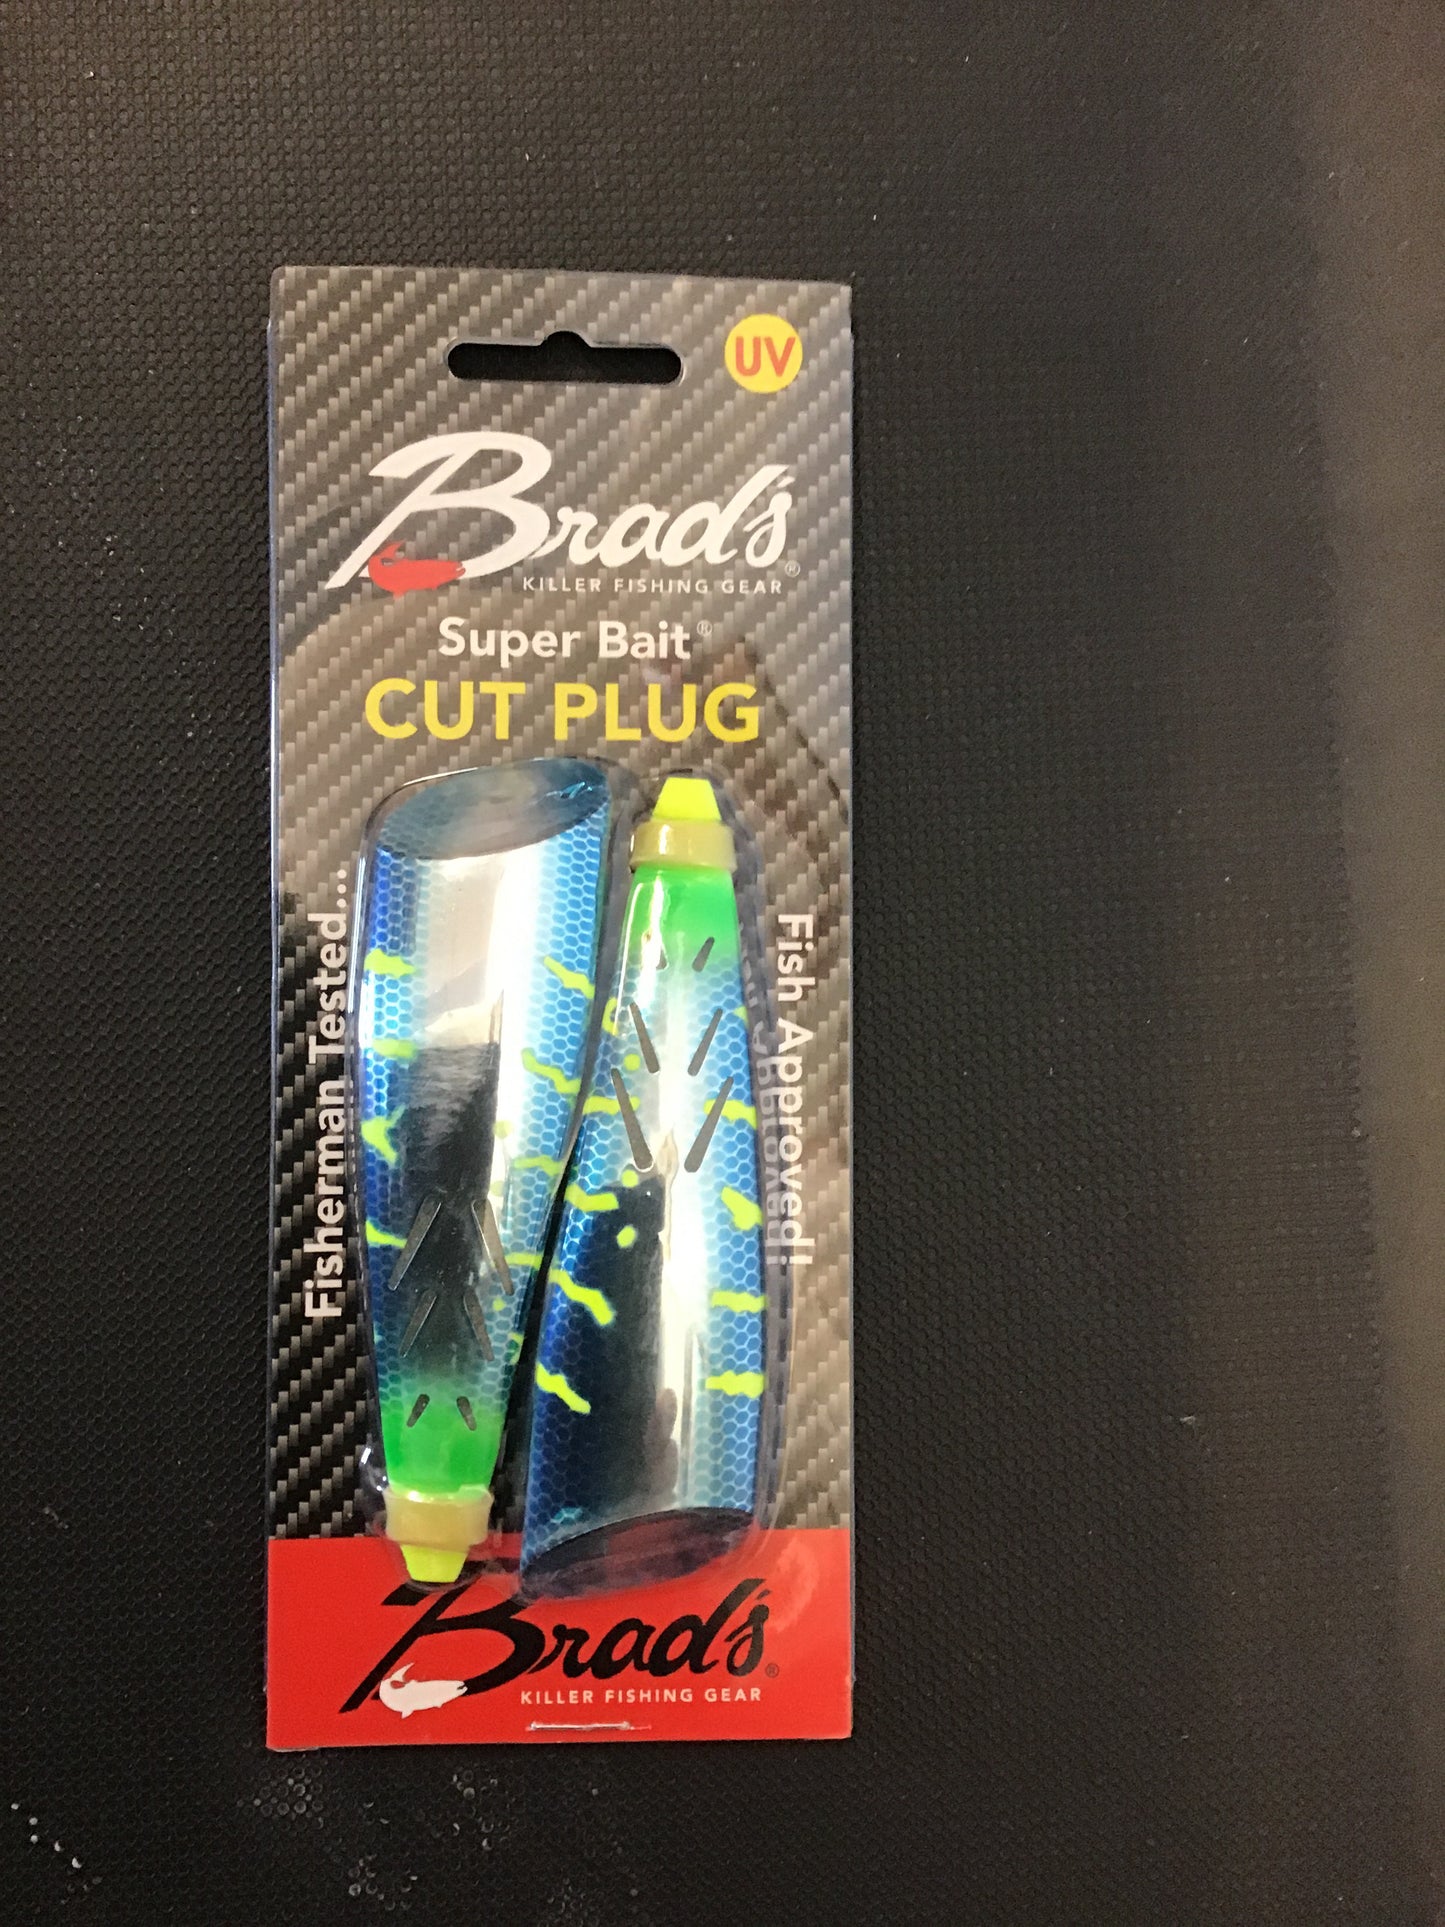 UV
Brad's®
KILLER FISHING GEAR
Super Bait®
CUT PLUG
Fisherman Tested...
Fish Approved!
Brad's®
KILLER FISHING GEAR